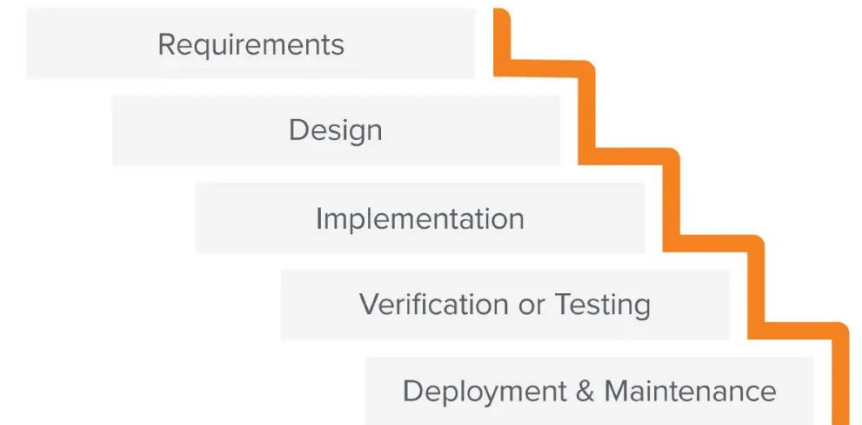 Requirements
Design
Implementation
Verification or Testing
Deployment & Maintenance